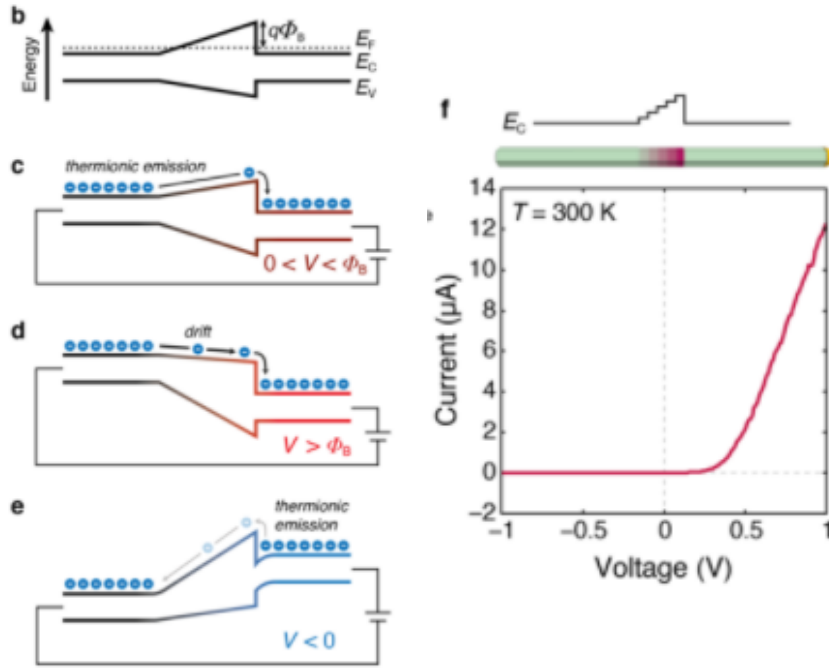 b
Energy
qΦB
EF
EC
EV
c
thermionic emission
0 < V < ΦB
d
drift
V > ΦB
e
thermionic
emission
V < 0
f
EC
T = 300 K
Current (µA)
14
12
10
8
6
4
2
0
−2
−1
−0.5
0
0.5
1
Voltage (V)